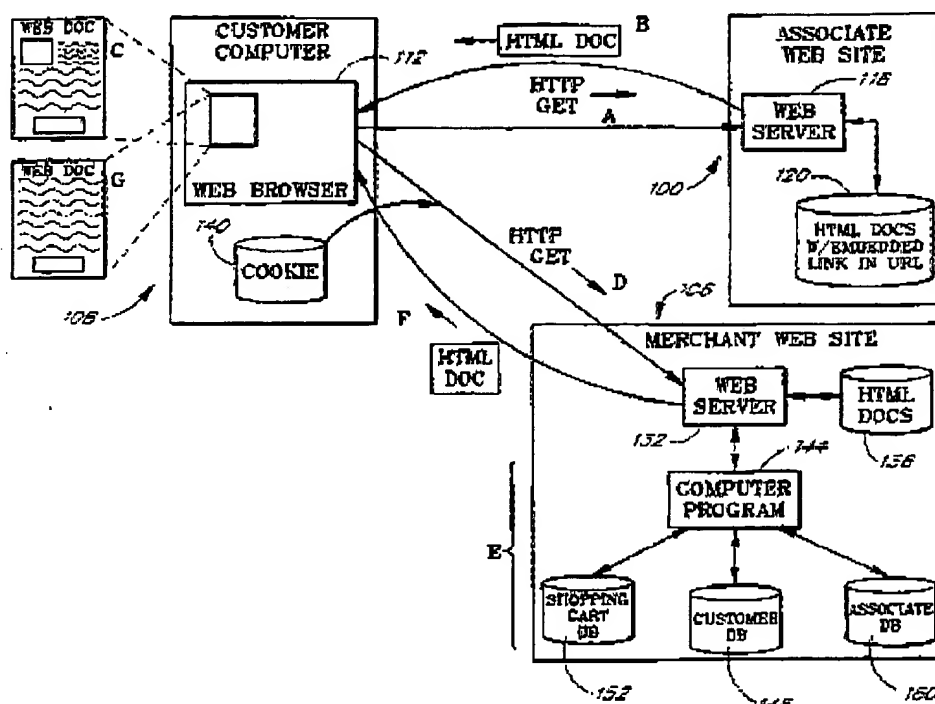 WEB DOC
C
WEB DOC
G
CUSTOMER
COMPUTER
112
WEB BROWSER
140
COOKIE
108
B
HTML DOC
HTTP
GET
A
100
ASSOCIATE
WEB SITE
WEB
SERVER
120
HTML DOCS
W/EMBEDDED
LINK IN URL
HTTP
GET
D
F
HTML
DOC
106
MERCHANT WEB SITE
WEB
SERVER
132
HTML
DOCS
136
144
COMPUTER
PROGRAM
E
SHOPPING
CART
DB
152
CUSTOMER
DB
ASSOCIATE
DB
160